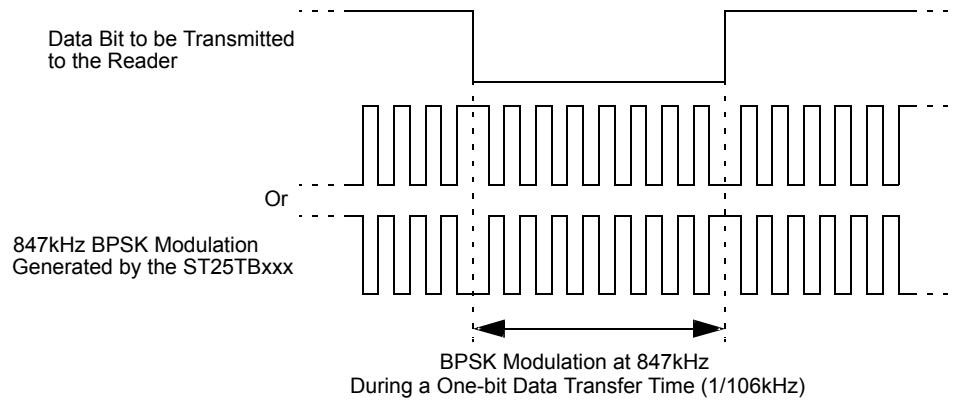 Data Bit to be Transmitted
to the Reader
Or
847kHz BPSK Modulation
Generated by the ST25TBxxx
BPSK Modulation at 847kHz
During a One-bit Data Transfer Time (1/106kHz)